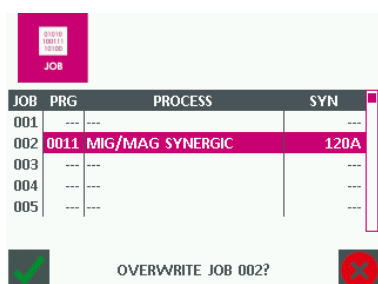 01010
100111
10100
JOB
JOB PRG PROCESS SYN
001 --- --- ---
002 0011 MIG/MAG SYNERGIC 120A
003 --- --- ---
004 --- --- ---
005 --- --- ---
OVERWRITE JOB 002?